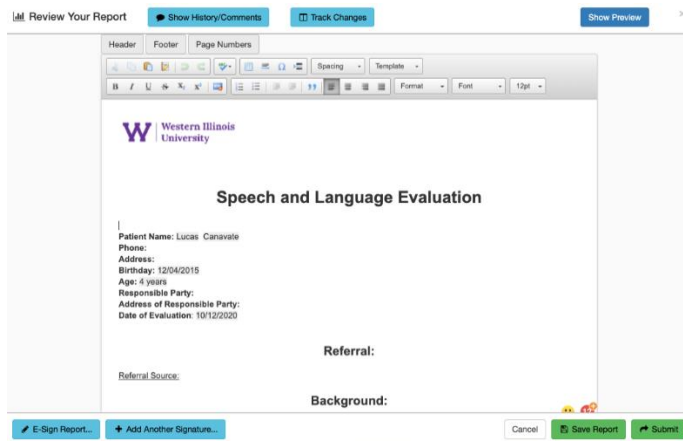 Review Your Report
Show History/Comments
Track Changes
Show Preview
Header
Footer
Page Numbers
Spacing
Template
B I U S X₂ X²
Format
Font
12pt
W Western Illinois
University
Speech and Language Evaluation
Patient Name: Lucas Canavate
Phone:
Address:
Birthday: 12/04/2015
Age: 4 years
Responsible Party:
Address of Responsible Party:
Date of Evaluation: 10/12/2020
Referral:
Referral Source:
Background:
E-Sign Report...
Add Another Signature...
Cancel
Save Report
Submit